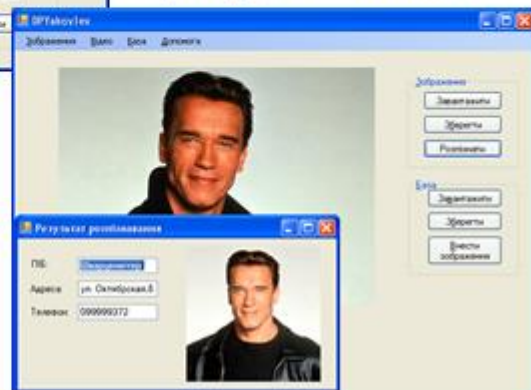 DPYakovlev
Зображення Відео База Допомога
Зображення
Завантажити
Зберегти
Розпізнати
База
Завантажити
Зберегти
Внести
зображення
Результат розпізнавання
ПІБ:
Адреса: ул. Октябрская,8
Телефон: 099999372